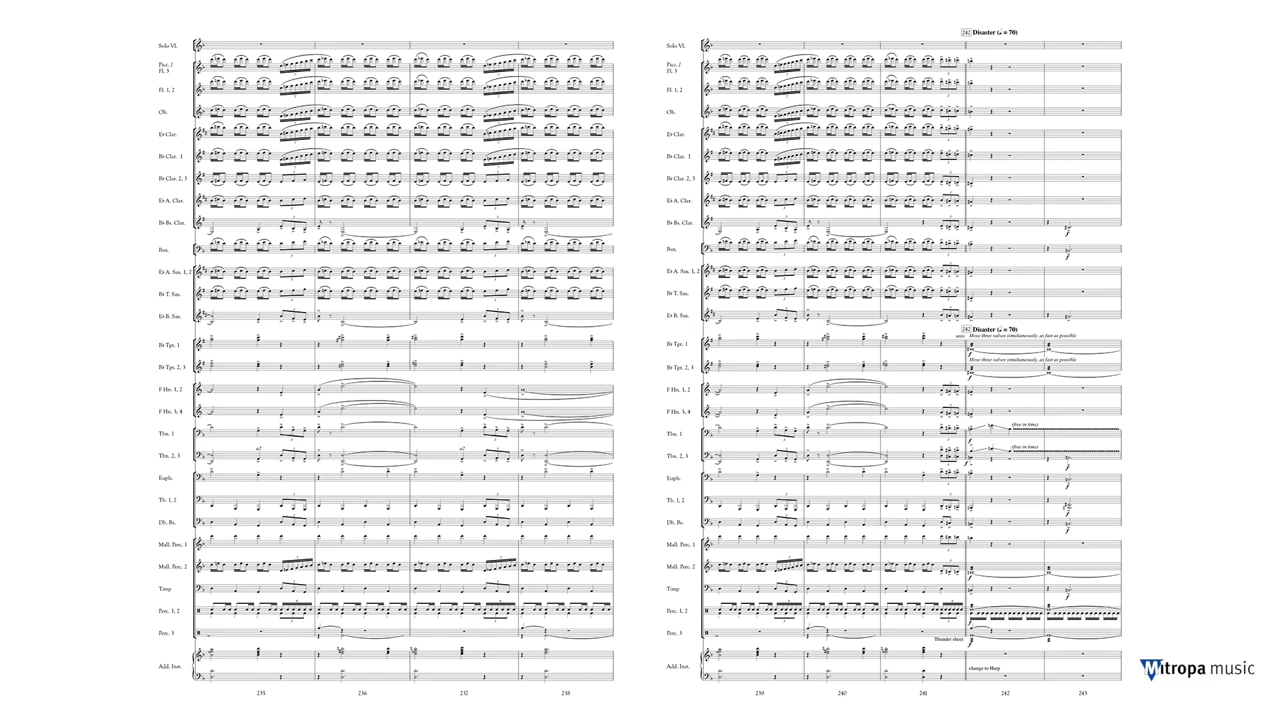 Solo Vl.
Picc. /
Fl. 3
Fl. 1, 2
Ob.
E♭ Clar.
B♭ Clar. 1
B♭ Clar. 2, 3
E♭ A. Clar.
B♭ Bs. Clar.
Bsn.
E♭ A. Sax. 1, 2
B♭ T. Sax.
E♭ B. Sax.
B♭ Tpt. 1
B♭ Tpt. 2, 3
F Hn. 1, 2
F Hn. 3, 4
Tbn. 1
Tbn. 2, 3
a2
a2
Euph.
Tb. 1, 2
Db. Bs.
Mall. Perc. 1
Mall. Perc. 2
Timp
Perc. 1, 2
Perc. 3
Add. Inst.
235
236
237
238
242 Disaster (♩ = 70)
Solo Vl.
Picc. /
Fl. 3
Fl. 1, 2
Ob.
E♭ Clar.
B♭ Clar. 1
B♭ Clar. 2, 3
E♭ A. Clar.
B♭ Bs. Clar.
Bsn.
E♭ A. Sax. 1, 2
B♭ T. Sax.
E♭ B. Sax.
242 Disaster (♩ = 70)
Move three valves simultaneously, as fast as possible
B♭ Tpt. 1
Move three valves simultaneously, as fast as possible
B♭ Tpt. 2, 3
F Hn. 1, 2
F Hn. 3, 4
(free in time)
Tbn. 1
(free in time)
Tbn. 2, 3
Euph.
Tb. 1, 2
Db. Bs.
Mall. Perc. 1
Mall. Perc. 2
Timp
Perc. 1, 2
Perc. 3
Thunder sheet
Add. Inst.
change to Harp
239
240
241
242
243
Mitropa music